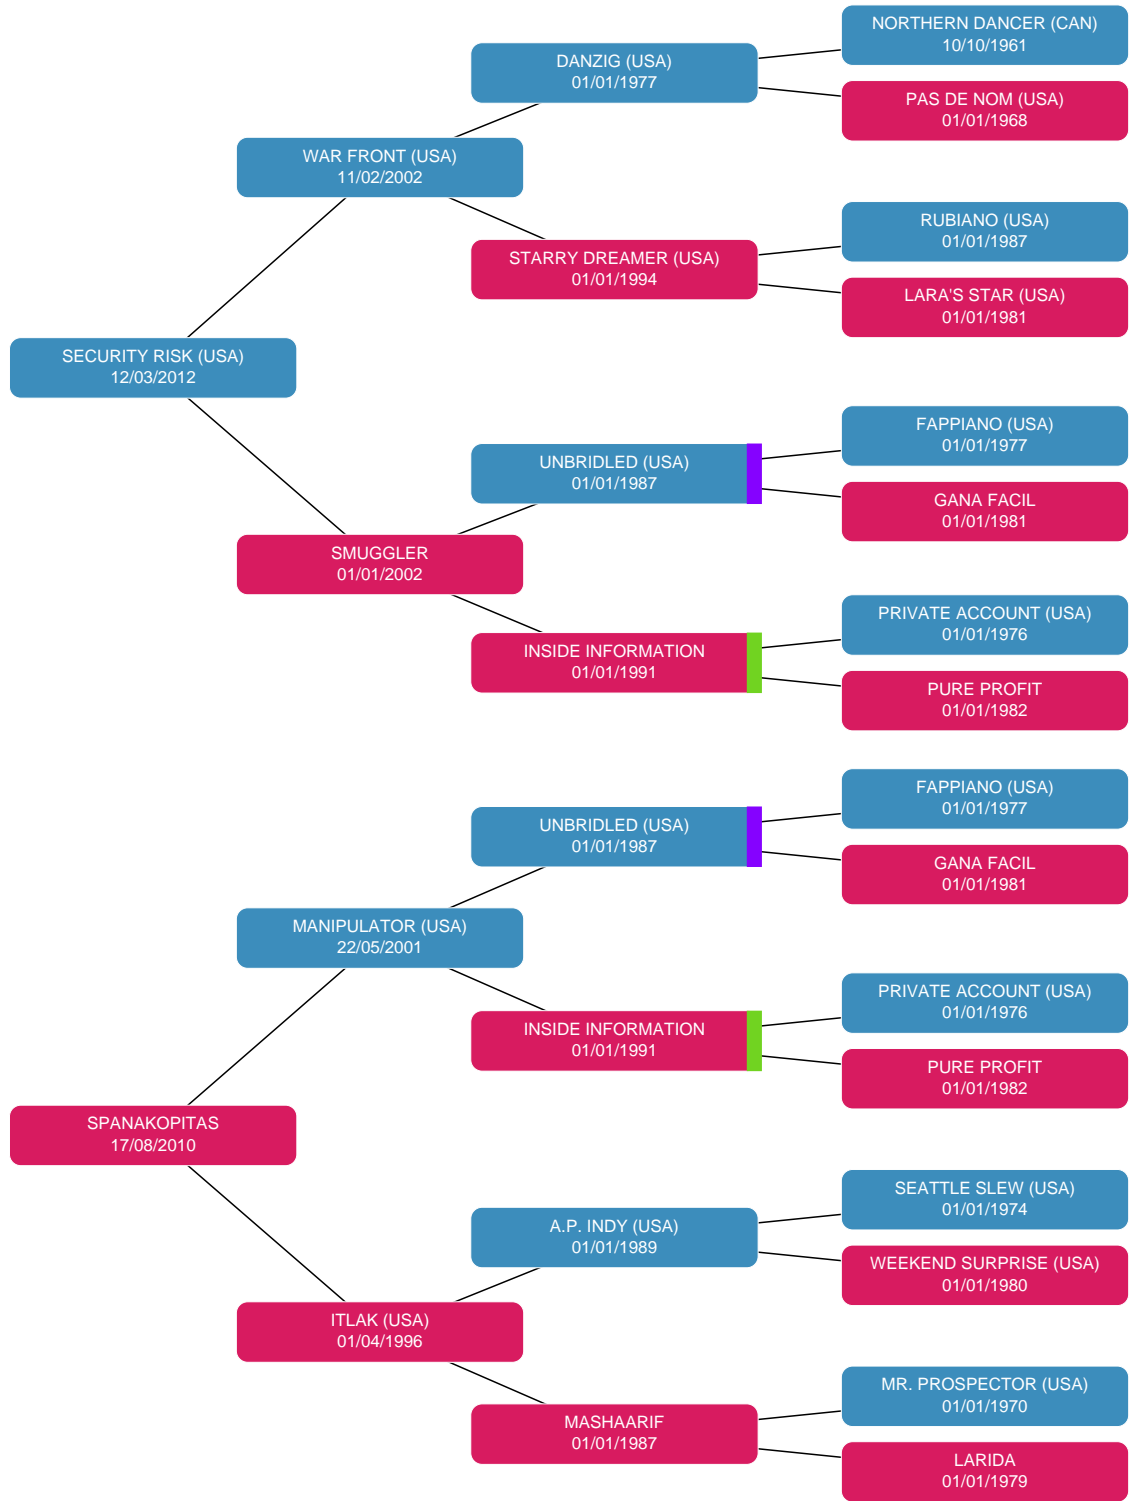 NORTHERN DANCER (CAN)
10/10/1961
DANZIG (USA)
01/01/1977
PAS DE NOM (USA)
01/01/1968
WAR FRONT (USA)
11/02/2002
RUBIANO (USA)
01/01/1987
STARRY DREAMER (USA)
01/01/1994
LARA'S STAR (USA)
01/01/1981
SECURITY RISK (USA)
12/03/2012
FAPPIANO (USA)
01/01/1977
UNBRIDLED (USA)
01/01/1987
GANA FACIL
01/01/1981
SMUGGLER
01/01/2002
PRIVATE ACCOUNT (USA)
01/01/1976
INSIDE INFORMATION
01/01/1991
PURE PROFIT
01/01/1982
FAPPIANO (USA)
01/01/1977
UNBRIDLED (USA)
01/01/1987
GANA FACIL
01/01/1981
MANIPULATOR (USA)
22/05/2001
PRIVATE ACCOUNT (USA)
01/01/1976
INSIDE INFORMATION
01/01/1991
PURE PROFIT
01/01/1982
SPANAKOPITAS
17/08/2010
SEATTLE SLEW (USA)
01/01/1974
A.P. INDY (USA)
01/01/1989
WEEKEND SURPRISE (USA)
01/01/1980
ITLAK (USA)
01/04/1996
MR. PROSPECTOR (USA)
01/01/1970
MASHAARIF
01/01/1987
LARIDA
01/01/1979